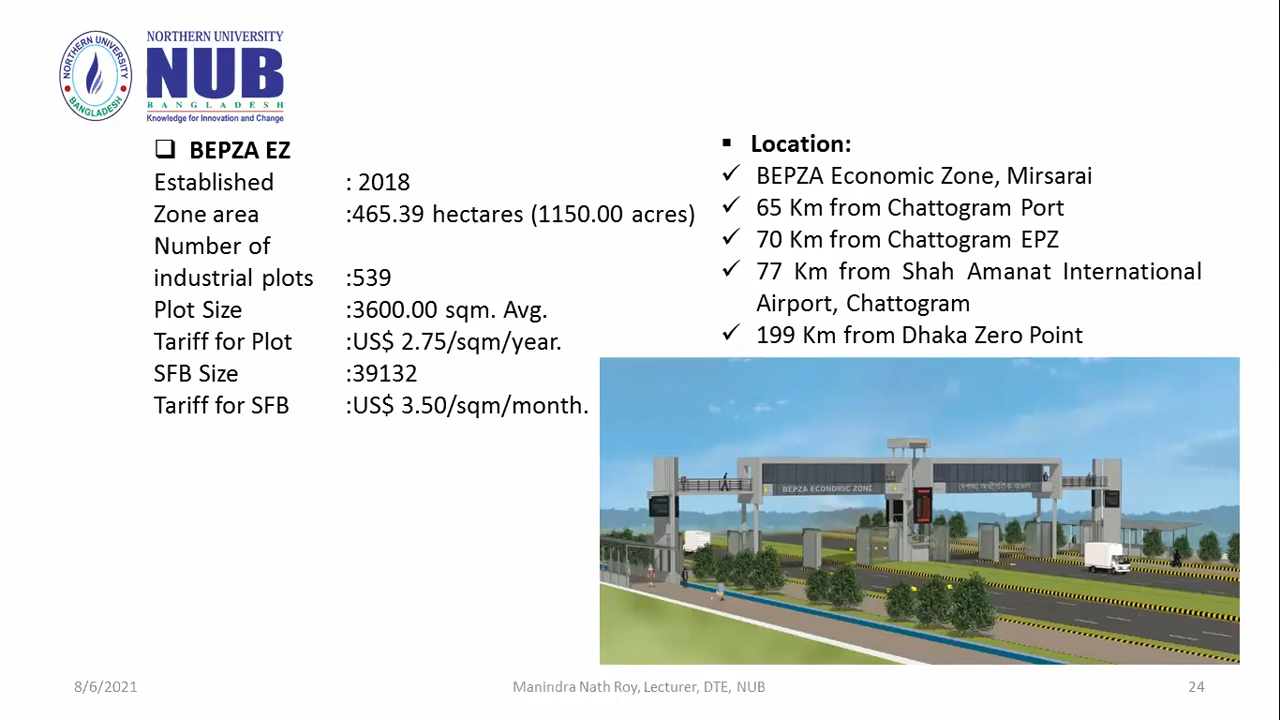 NORTHERN UNIVERSITY
BANGLADESH
NORTHERN UNIVERSITY
NUB
BANGLADESH
Knowledge for Innovation and Change
❑ BEPZA EZ
Established : 2018
Zone area :465.39 hectares (1150.00 acres)
Number of
industrial plots :539
Plot Size :3600.00 sqm. Avg.
Tariff for Plot :US$ 2.75/sqm/year.
SFB Size :39132
Tariff for SFB :US$ 3.50/sqm/month.
▪ Location:
✓ BEPZA Economic Zone, Mirsarai
✓ 65 Km from Chattogram Port
✓ 70 Km from Chattogram EPZ
✓ 77 Km from Shah Amanat International
Airport, Chattogram
✓ 199 Km from Dhaka Zero Point
BEPZA ECONOMIC ZONE
বেপজা অর্থনৈতিক অঞ্চল
8/6/2021
Manindra Nath Roy, Lecturer, DTE, NUB
24